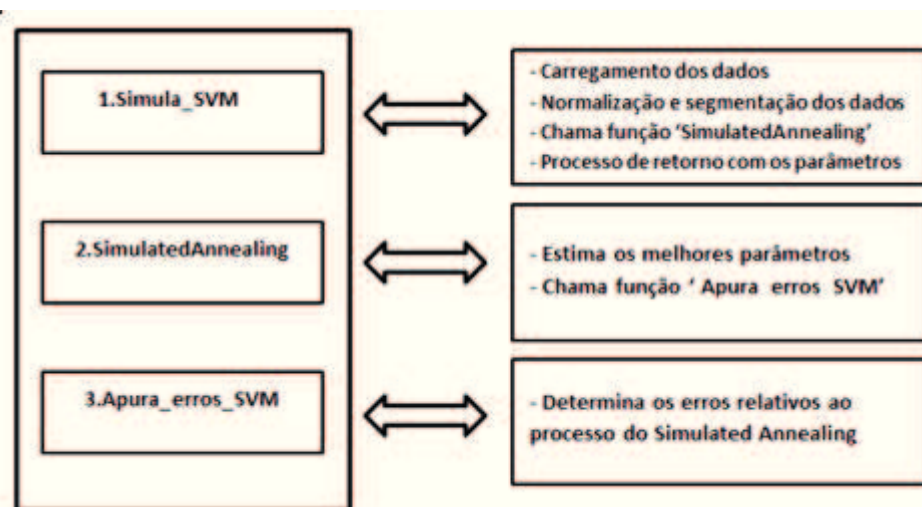 1.Simula_SVM
- Carregamento dos dados
- Normalização e segmentação dos dados
- Chama função 'SimulatedAnnealing'
- Processo de retorno com os parâmetros
2.SimulatedAnnealing
- Estima os melhores parâmetros
- Chama função ‘ Apura erros SVM’
3.Apura_erros_SVM
- Determina os erros relativos ao
processo do Simulated Annealing